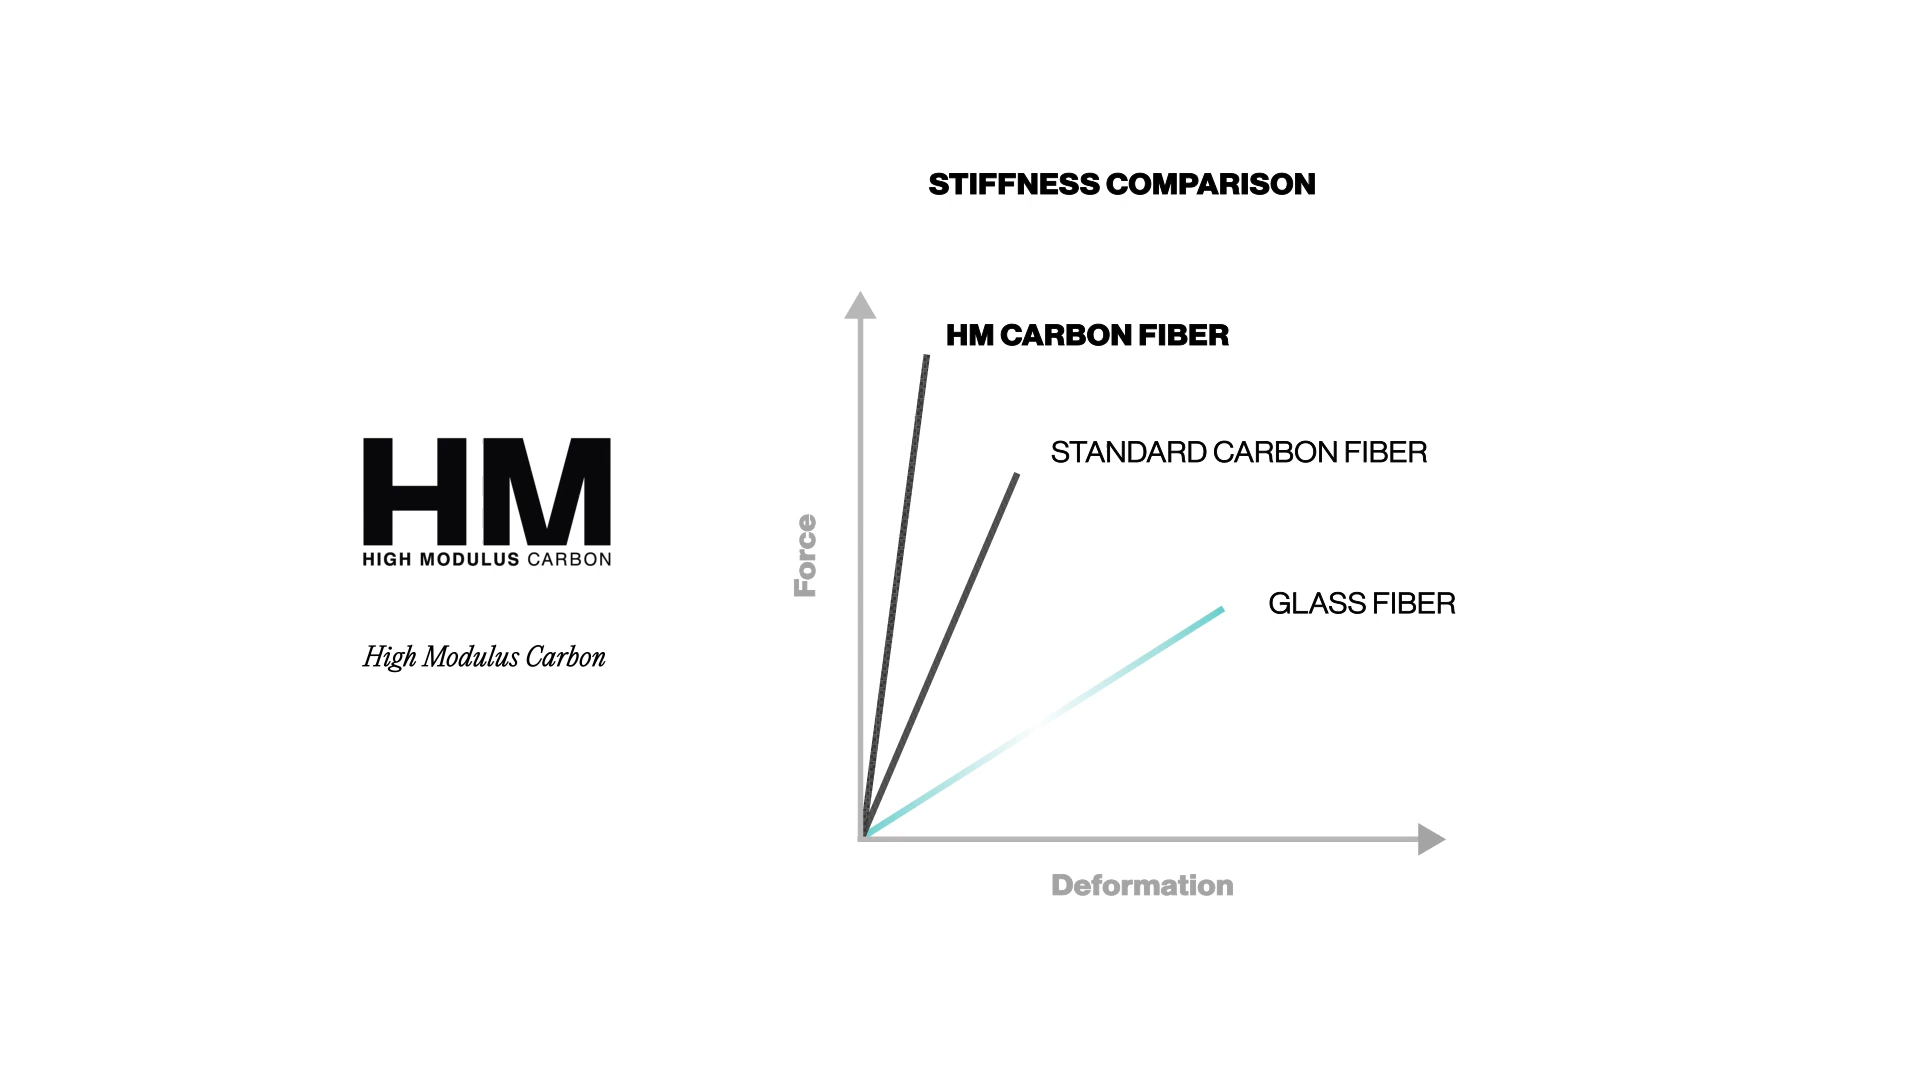 HM
HIGH MODULUS CARBON
High Modulus Carbon
STIFFNESS COMPARISON
HM CARBON FIBER
STANDARD CARBON FIBER
GLASS FIBER
Force
Deformation